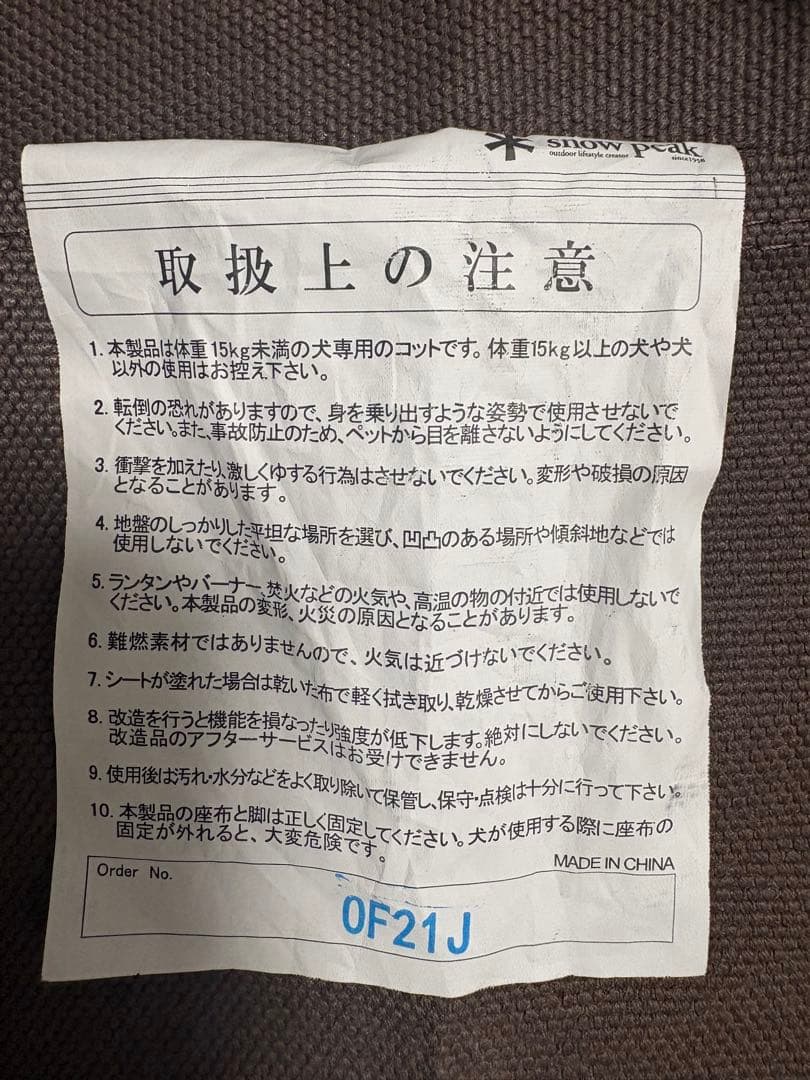 snow peak
outdoor lifestyle creator
since1958
取扱上の注意
1. 本製品は体重15kg未満の犬専用のコットです。体重15kg以上の犬や犬
以外の使用はお控え下さい。
2. 転倒の恐れがありますので、身を乗り出すような姿勢で使用させないで
ください。また、事故防止のため、ペットから目を離さないようにしてください。
3. 衝撃を加えたり、激しくゆする行為はさせないでください。変形や破損の原因
となることがあります。
4. 地盤のしっかりした平坦な場所を選び、凹凸のある場所や傾斜地などでは
使用しないでください。
5. ランタンやバーナー、焚火などの火気や、高温の物の付近では使用しないで
ください。本製品の変形、火災の原因となることがあります。
6. 難燃素材ではありませんので、火気は近づけないでください。
7. シートが塗れた場合は乾いた布で軽く拭き取り、乾燥させてからご使用下さい。
8. 改造を行うと機能を損なったり強度が低下します。絶対にしないでください。
改造品のアフターサービスはお受けできません。
9. 使用後は汚れ・水分などをよく取り除いて保管し、保守・点検は十分に行って下さい。
10. 本製品の座布と脚は正しく固定してください。犬が使用する際に座布の
固定が外れると、大変危険です。
MADE IN CHINA
Order No.
0F21J